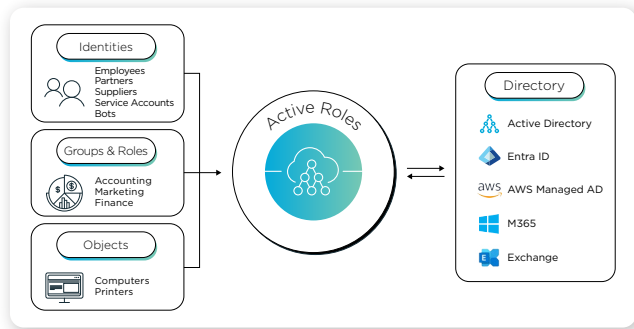 Identities
Employees
Partners
Suppliers
Service Accounts
Bots
Groups & Roles
$
$
Accounting
Marketing
Finance
Objects
Computers
Printers
Active Roles
Directory
Active Directory
Entra ID
aws
AWS Managed AD
M365
E
Exchange